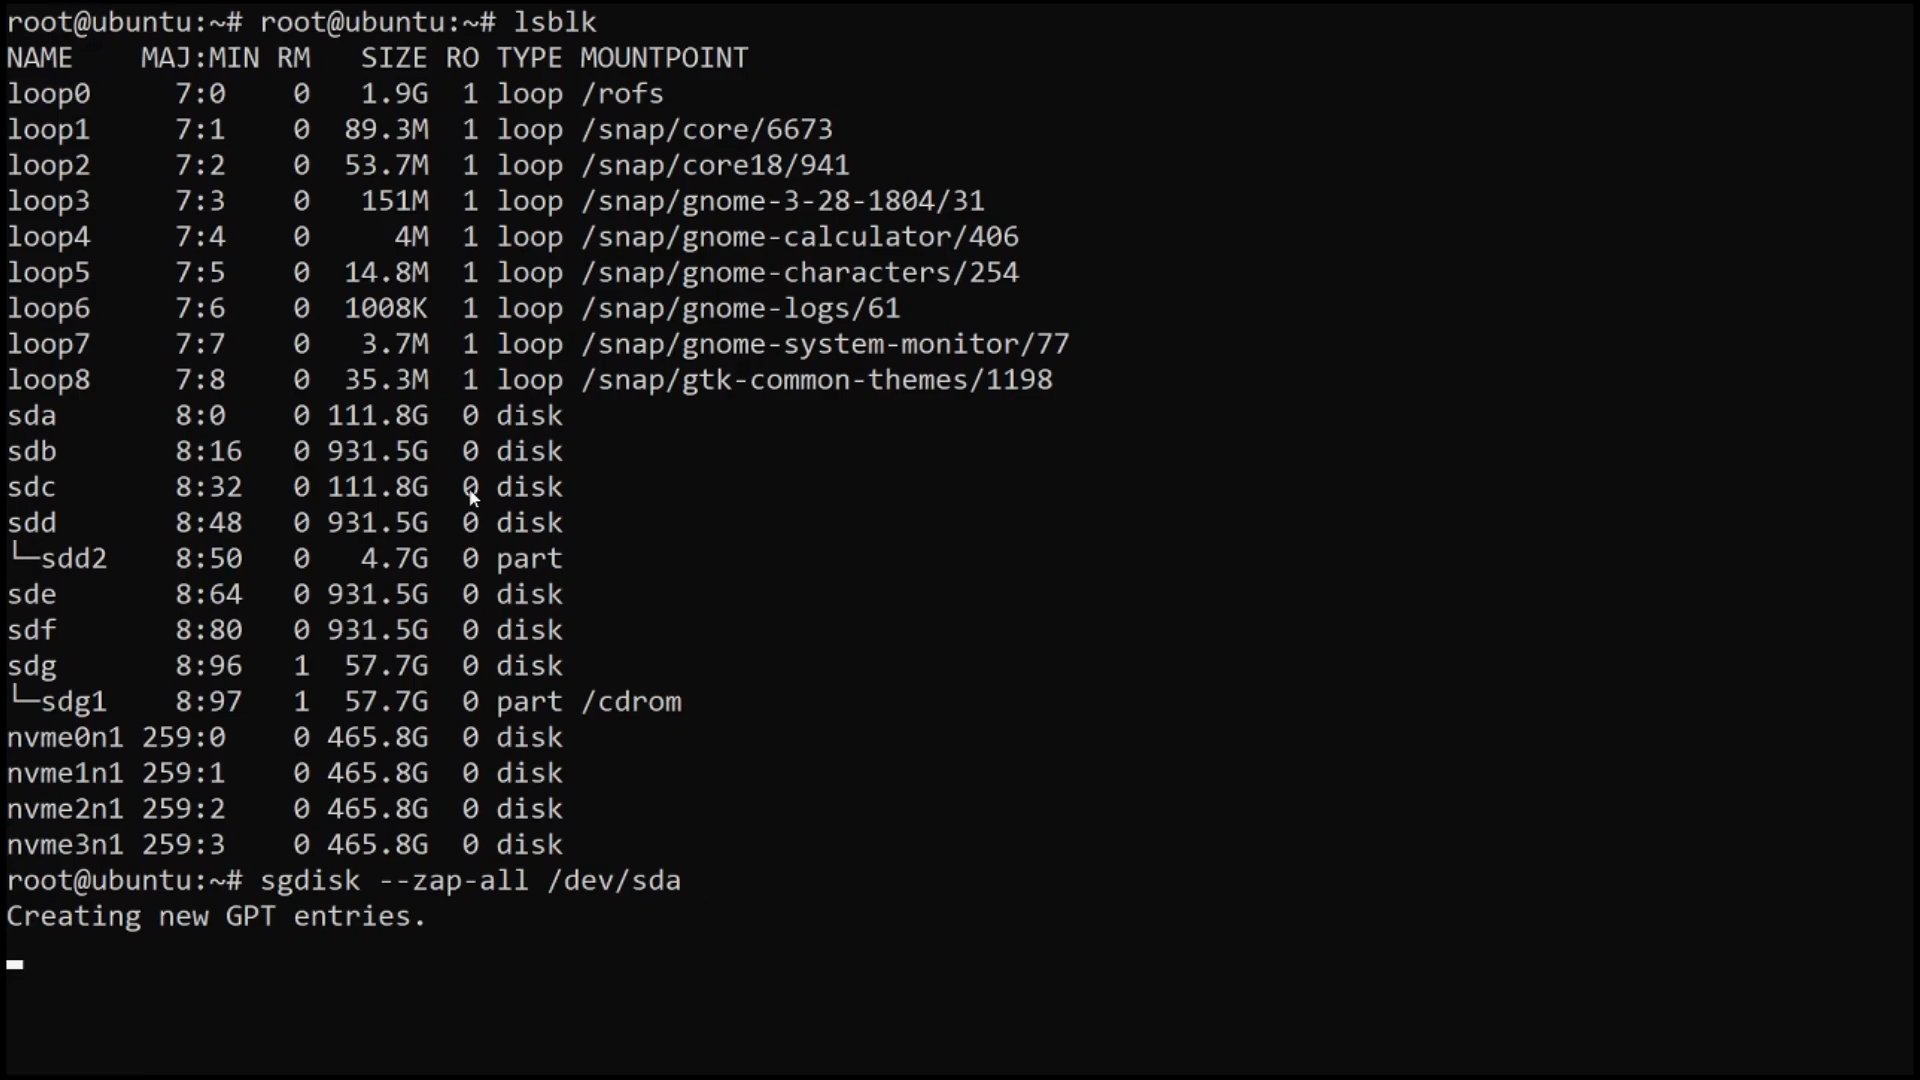 root@ubuntu:~# root@ubuntu:~# lsblk
NAME    MAJ:MIN RM   SIZE RO TYPE MOUNTPOINT
loop0     7:0    0   1.9G  1 loop /rofs
loop1     7:1    0  89.3M  1 loop /snap/core/6673
loop2     7:2    0  53.7M  1 loop /snap/core18/941
loop3     7:3    0   151M  1 loop /snap/gnome-3-28-1804/31
loop4     7:4    0     4M  1 loop /snap/gnome-calculator/406
loop5     7:5    0  14.8M  1 loop /snap/gnome-characters/254
loop6     7:6    0  1008K  1 loop /snap/gnome-logs/61
loop7     7:7    0   3.7M  1 loop /snap/gnome-system-monitor/77
loop8     7:8    0  35.3M  1 loop /snap/gtk-common-themes/1198
sda       8:0    0 111.8G  0 disk
sdb       8:16   0 931.5G  0 disk
sdc       8:32   0 111.8G  0 disk
sdd       8:48   0 931.5G  0 disk
└─sdd2    8:50   0   4.7G  0 part
sde       8:64   0 931.5G  0 disk
sdf       8:80   0 931.5G  0 disk
sdg       8:96   1  57.7G  0 disk
└─sdg1    8:97   1  57.7G  0 part /cdrom
nvme0n1 259:0    0 465.8G  0 disk
nvme1n1 259:1    0 465.8G  0 disk
nvme2n1 259:2    0 465.8G  0 disk
nvme3n1 259:3    0 465.8G  0 disk
root@ubuntu:~# sgdisk --zap-all /dev/sda
Creating new GPT entries.